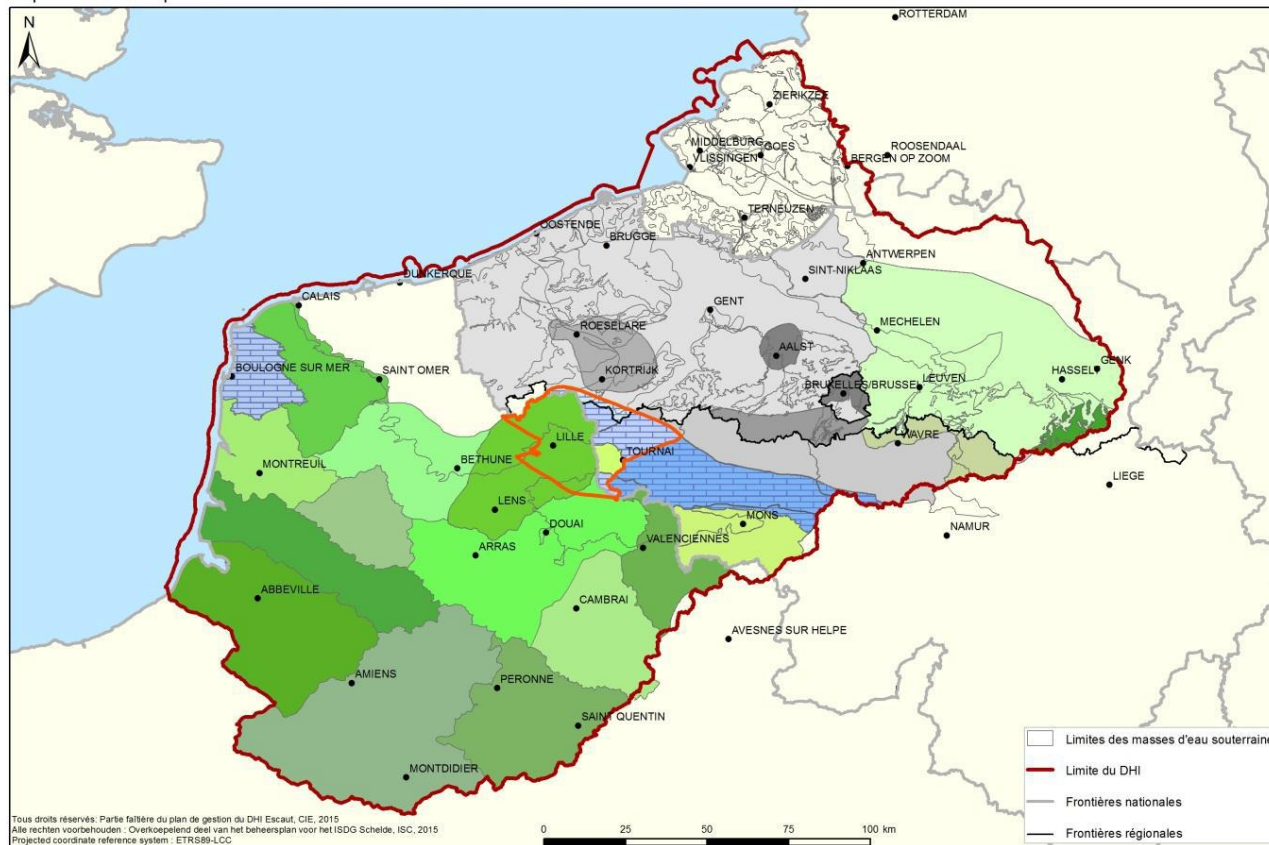 N
ROTTERDAM
ZIERIKZEE
MIDDELBURG
GOES
ROOSENDAAL
VLISSINGEN
BERGEN OP ZOOM
TERNEUZEN
OOSTENDE
BRUGGE
ANTWERPEN
DUNKERQUE
SINT-NIKLAAS
CALAIS
GENT
ROESELARE
MECHELEN
AALST
GENK
BOULOGNE SUR MER
SAINT OMER
KORTRIJK
BRUXELLES/BRUSSEL
LEUVEN
HASSEL
LILLE
WAVRE
TOURNAI
MONTREUIL
BETHUNE
LIEGE
LENS
MONS
DOUAI
NAMUR
ARRAS
VALENCIENNES
ABBEVILLE
CAMBRAI
AVESNES SUR HELPE
AMIENS
PERONNE
SAINT QUENTIN
MONTDIDIER
Limites des masses d'eau souterraine
Limite du DHI
Frontières nationales
Frontières régionales
Tous droits réservés: Partie faîtière du plan de gestion du DHI Escaut, CIE, 2015
Alle rechten voorbehouden : Overkoepelend deel van het beheersplan voor het ISDG Schelde, ISC, 2015
Projected coordinate reference system : ETRS89-LCC
0 25 50 75 100 km